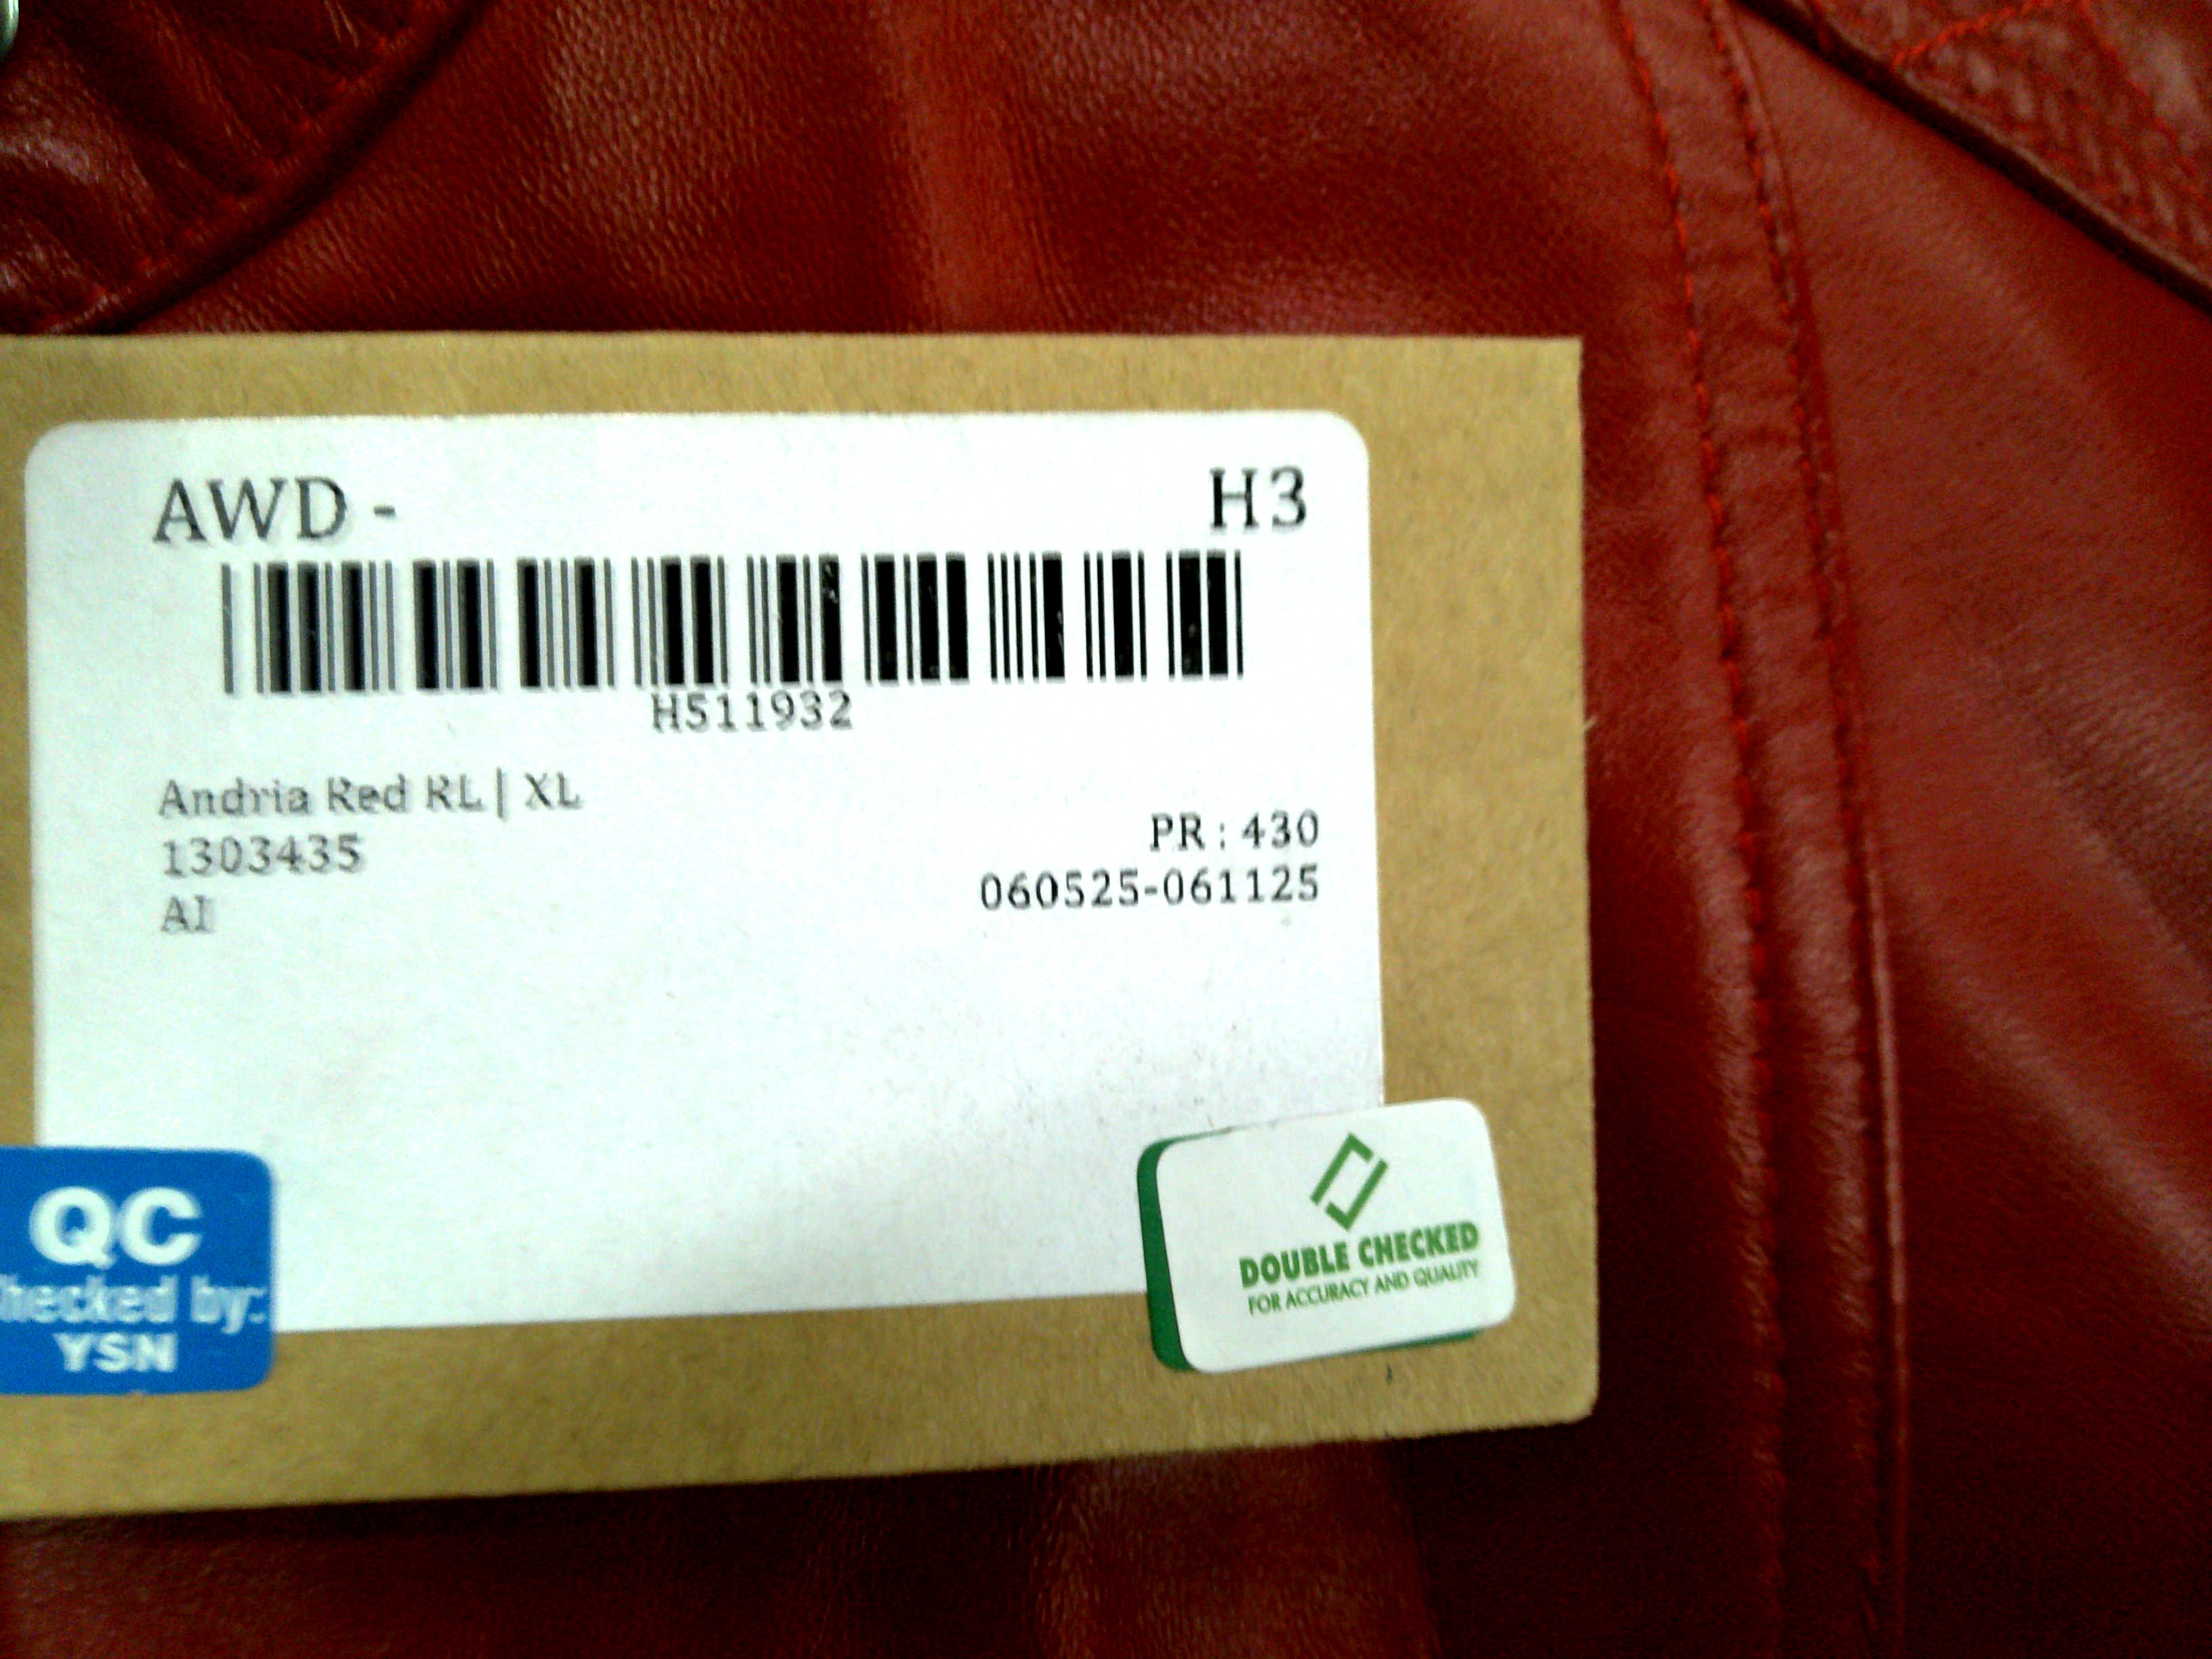 AWD - H3
H511932
Andria Red RL | XL
1303435
PR : 430
AI
060525-061125
QC
Checked by:
YSN
DOUBLE CHECKED
FOR ACCURACY AND QUALITY